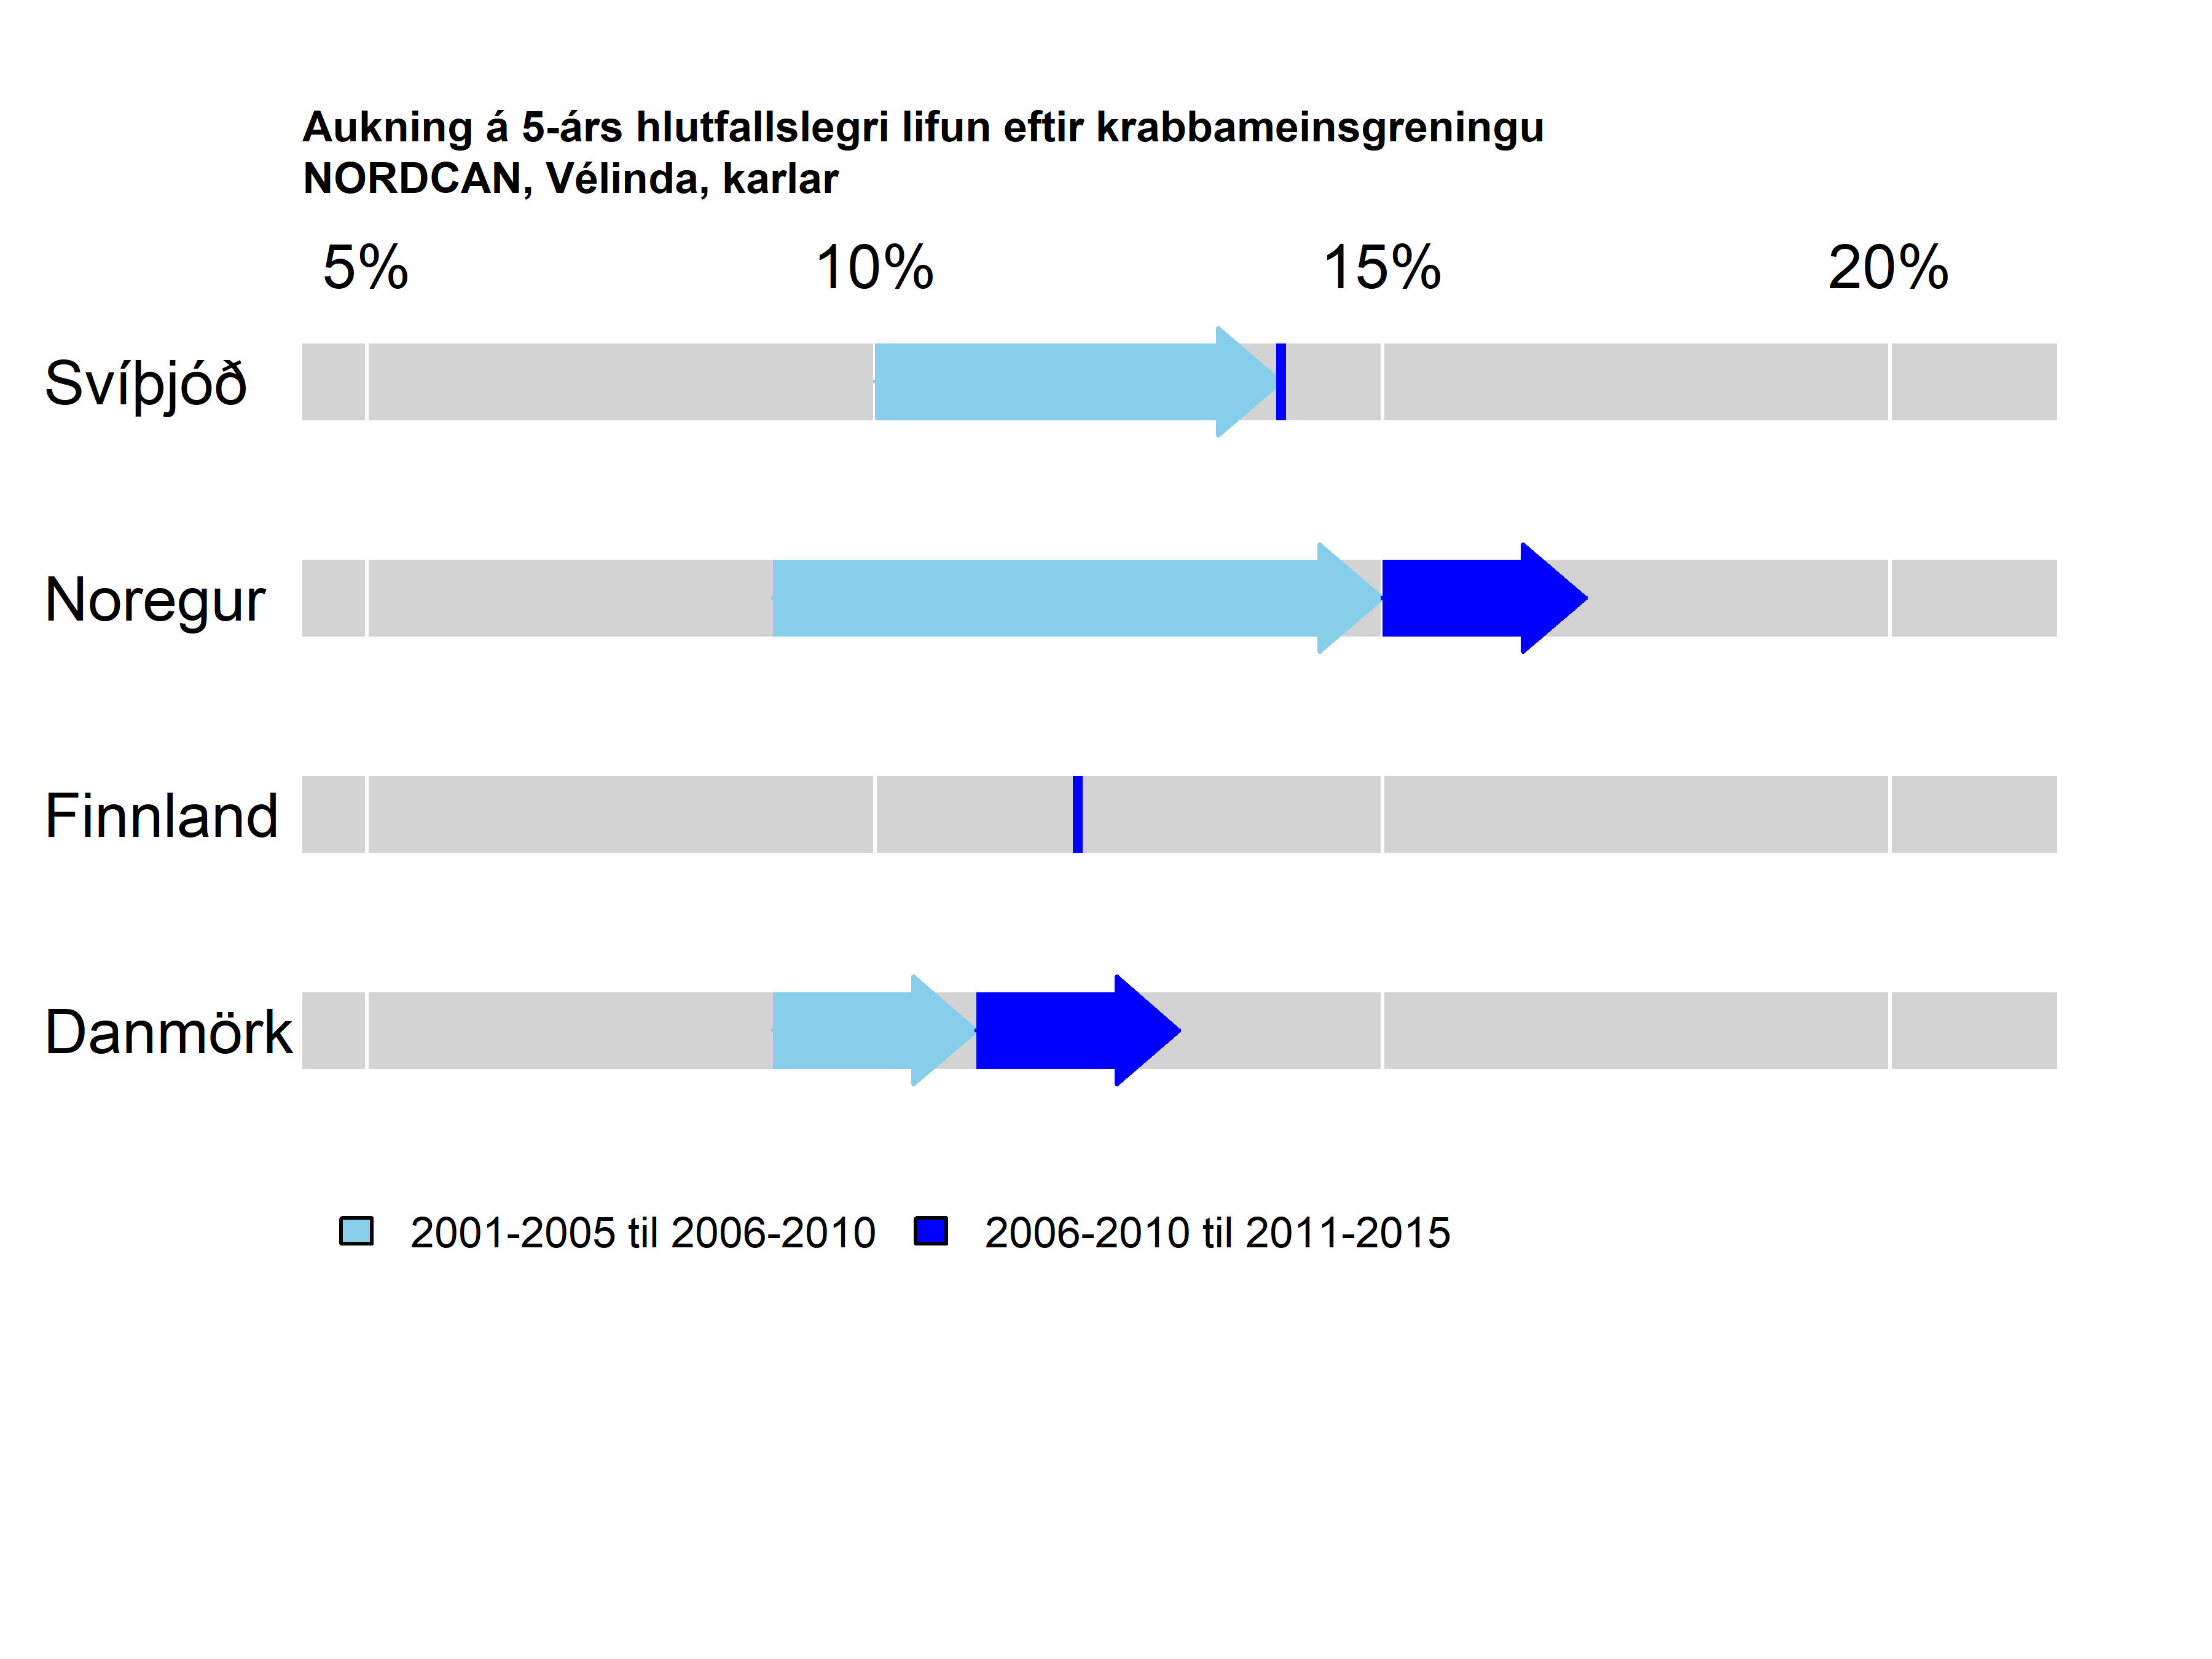 Aukning á 5-árs hlutfallslegri lifun eftir krabbameinsgreningu
NORDCAN, Vélinda, karlar
5% 10% 15% 20%
Svíþjóð
Noregur
Finnland
Danmörk
2001-2005 til 2006-2010 2006-2010 til 2011-2015